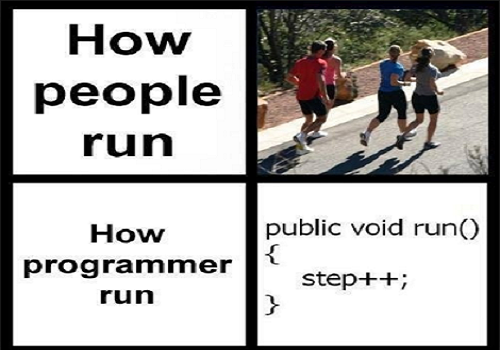 How
people
run
How
programmer
run
public void run()
{
    step++;
}